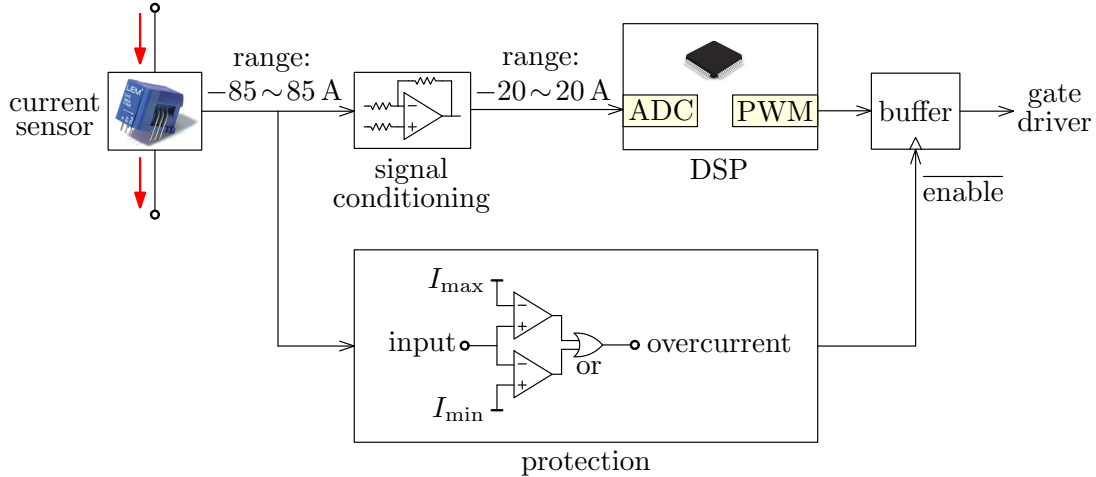 current
sensor
LEM
range:
−85∼85 A
signal
conditioning
range:
−20∼20 A
ADC
PWM
DSP
buffer
gate
driver
enable
I_max
input
I_min
or
overcurrent
protection